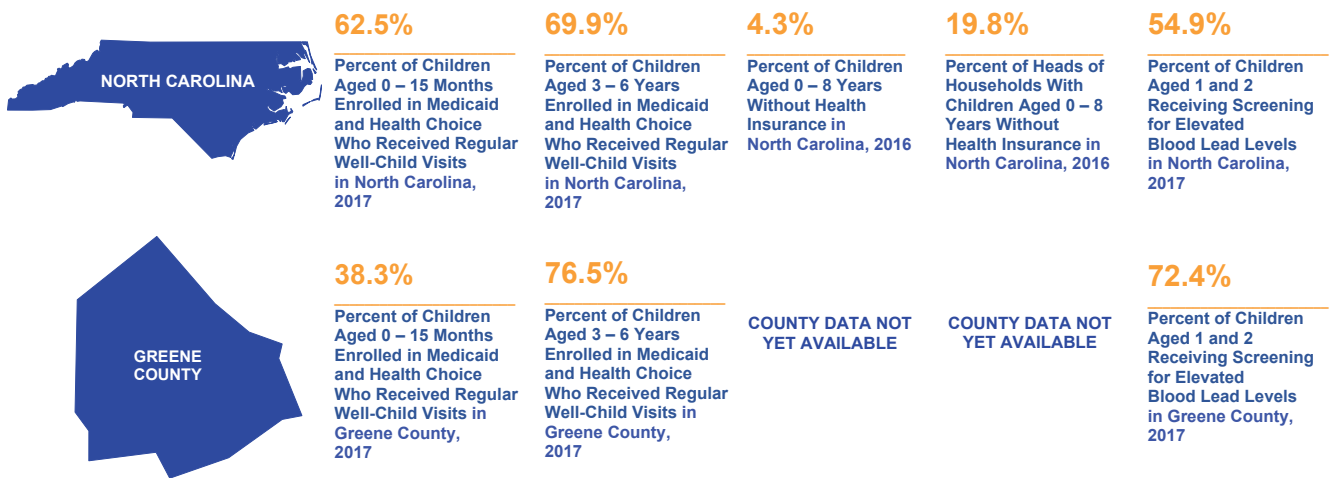 NORTH CAROLINA
62.5%
Percent of Children
Aged 0 – 15 Months
Enrolled in Medicaid
and Health Choice
Who Received Regular
Well-Child Visits
in North Carolina,
2017
69.9%
Percent of Children
Aged 3 – 6 Years
Enrolled in Medicaid
and Health Choice
Who Received Regular
Well-Child Visits
in North Carolina,
2017
4.3%
Percent of Children
Aged 0 – 8 Years
Without Health
Insurance in
North Carolina, 2016
19.8%
Percent of Heads of
Households With
Children Aged 0 – 8
Years Without
Health Insurance in
North Carolina, 2016
54.9%
Percent of Children
Aged 1 and 2
Receiving Screening
for Elevated
Blood Lead Levels
in North Carolina,
2017
GREENE
COUNTY
38.3%
Percent of Children
Aged 0 – 15 Months
Enrolled in Medicaid
and Health Choice
Who Received Regular
Well-Child Visits in
Greene County,
2017
76.5%
Percent of Children
Aged 3 – 6 Years
Enrolled in Medicaid
and Health Choice
Who Received Regular
Well-Child Visits in
Greene County,
2017
COUNTY DATA NOT
YET AVAILABLE
COUNTY DATA NOT
YET AVAILABLE
72.4%
Percent of Children
Aged 1 and 2
Receiving Screening
for Elevated
Blood Lead Levels
in Greene County,
2017